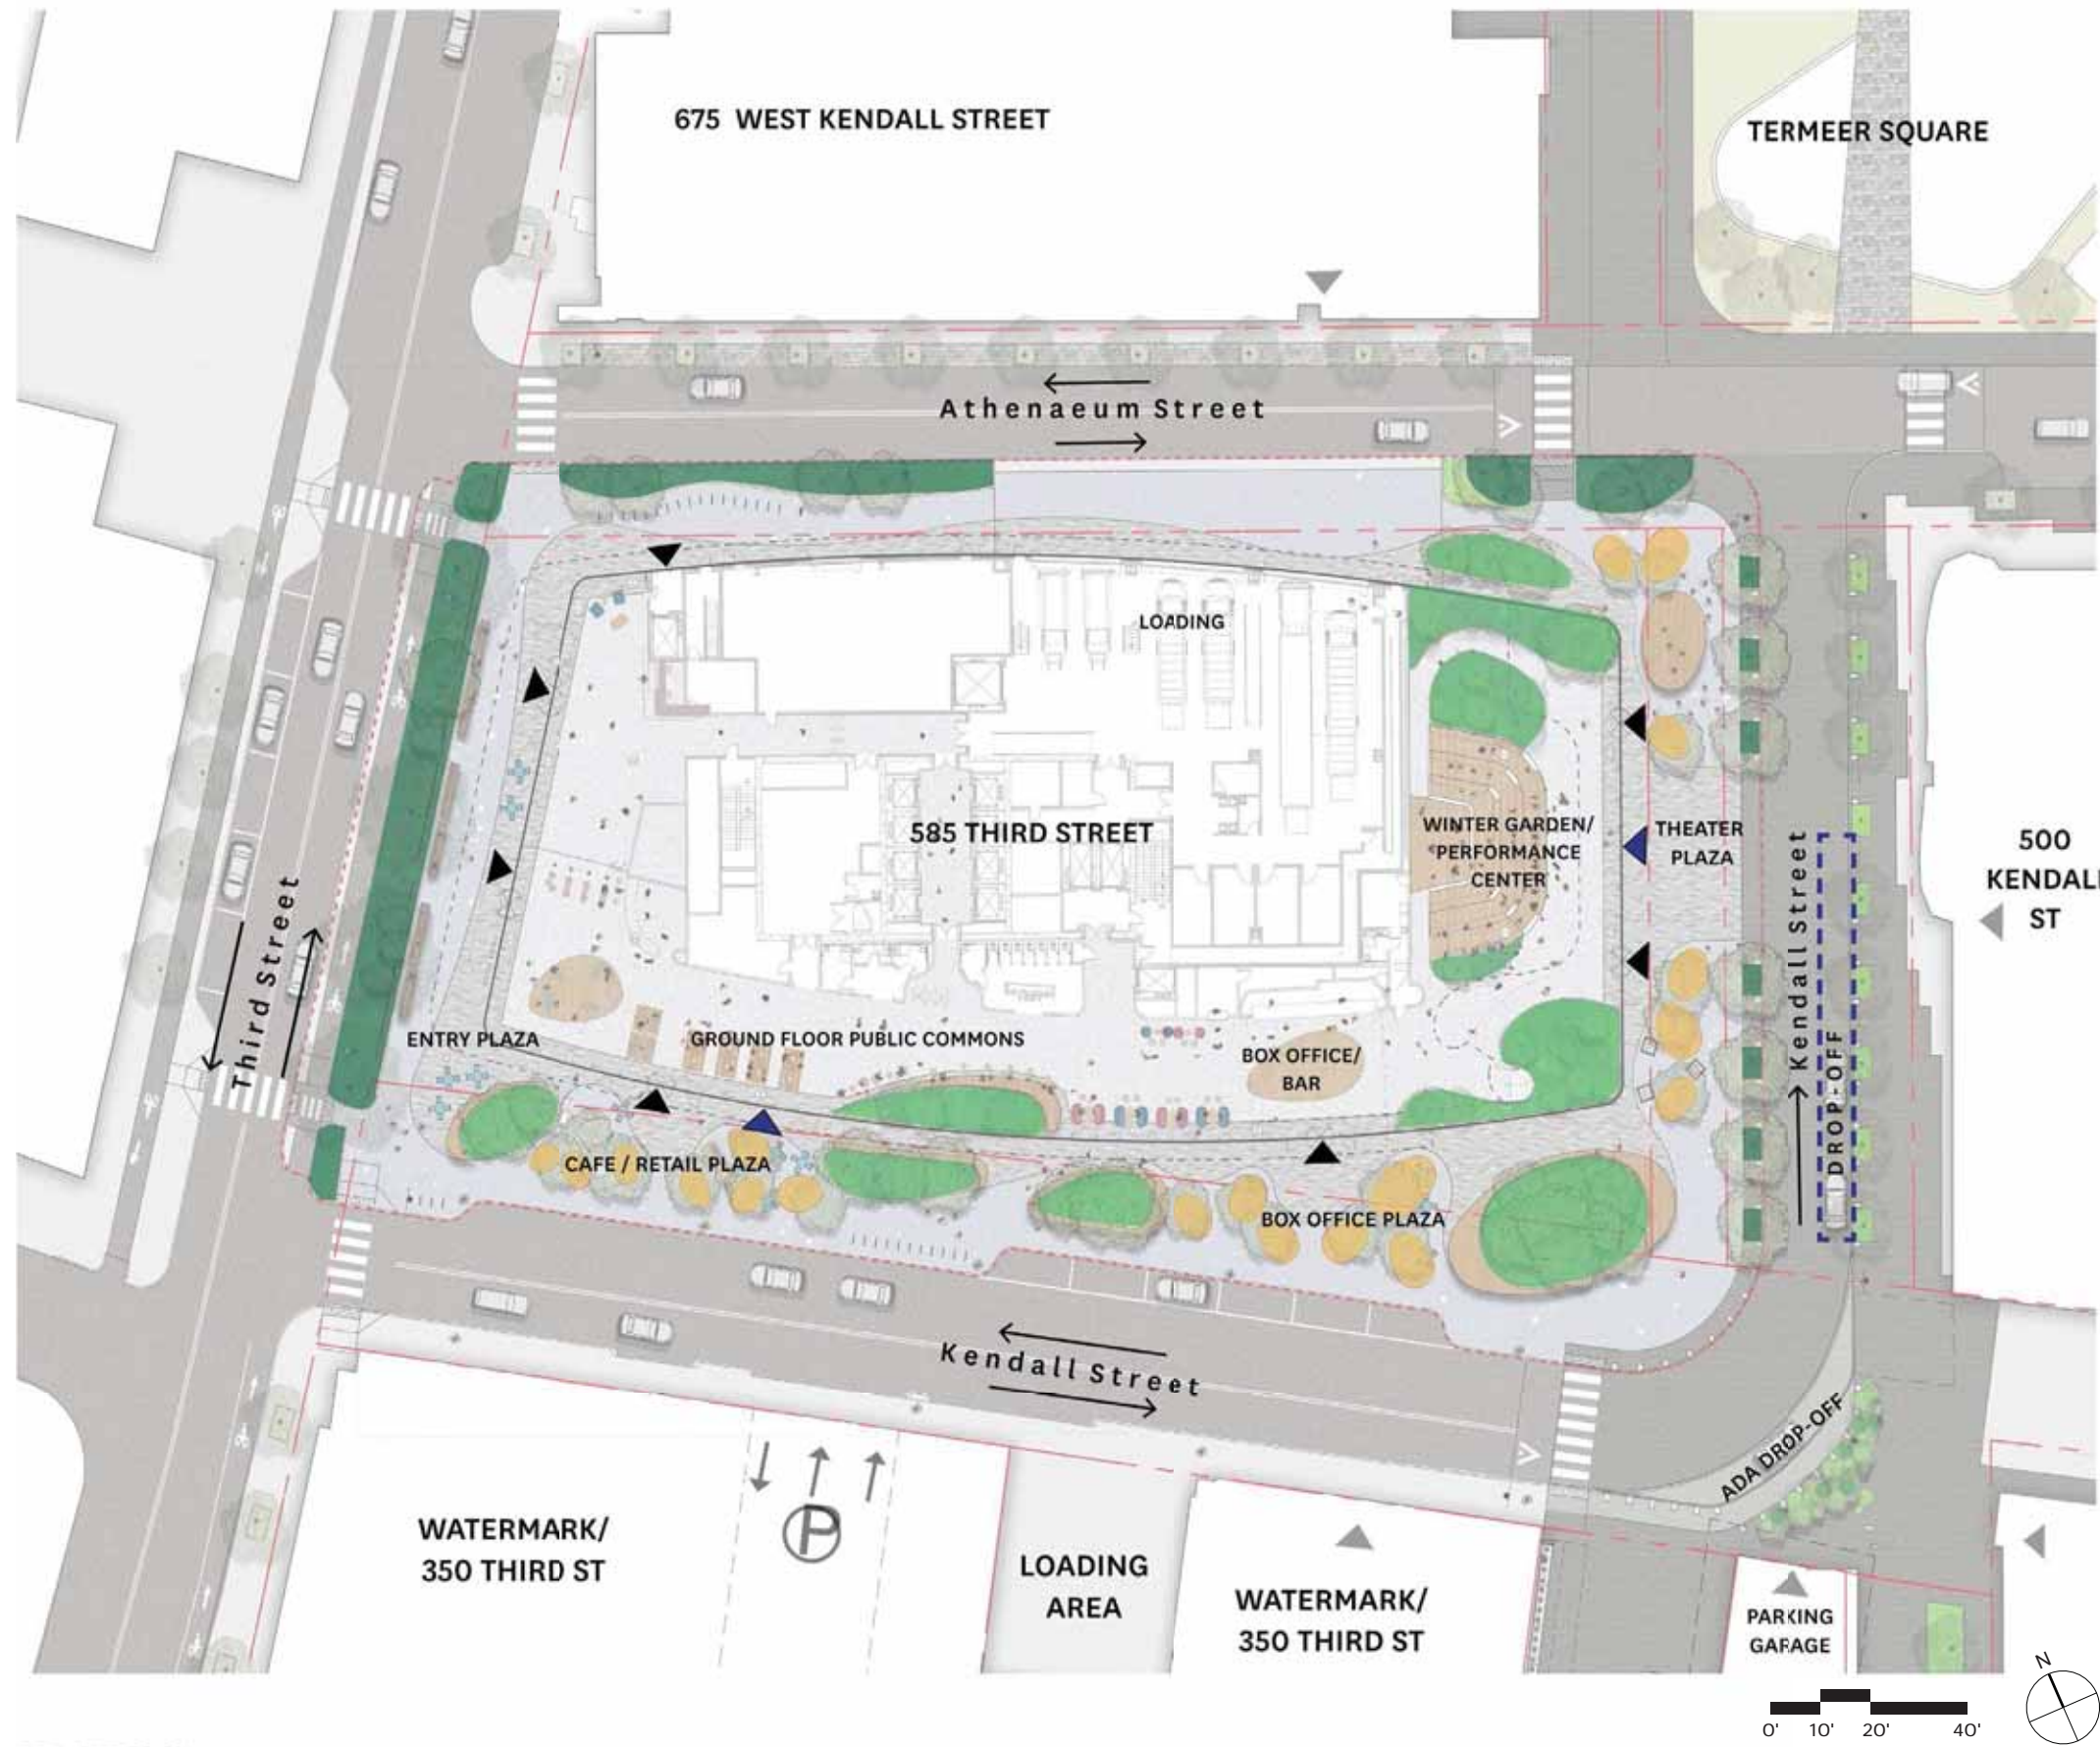 675 WEST KENDALL STREET
TERMEER SQUARE
Athenaeum Street
LOADING
585 THIRD STREET
WINTER GARDEN/
PERFORMANCE
CENTER
THEATER
PLAZA
500
KENDALL
ST
Kendall Street
DROP-OFF
Third Street
ENTRY PLAZA
GROUND FLOOR PUBLIC COMMONS
BOX OFFICE/
BAR
CAFE / RETAIL PLAZA
BOX OFFICE PLAZA
Kendall Street
ADA DROP-OFF
WATERMARK/
350 THIRD ST
P
LOADING
AREA
WATERMARK/
350 THIRD ST
PARKING
GARAGE
N
0' 10' 20' 40'